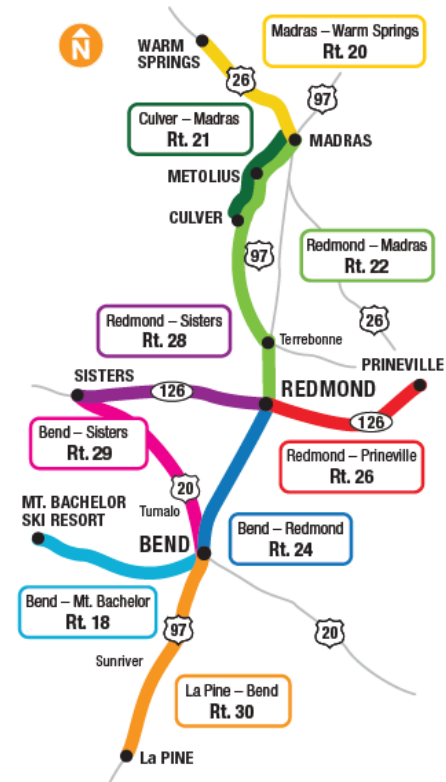 N
Madras – Warm Springs
Rt. 20
WARM
SPRINGS
26
97
Culver – Madras
Rt. 21
MADRAS
METOLIUS
CULVER
97
Redmond – Madras
Rt. 22
26
Redmond – Sisters
Rt. 28
Terrebonne
PRINEVILLE
SISTERS
126
REDMOND
126
Bend – Sisters
Rt. 29
Redmond – Prineville
Rt. 26
20
MT. BACHELOR
SKI RESORT
Tumalo
BEND
Bend – Redmond
Rt. 24
Bend – Mt. Bachelor
Rt. 18
97
20
Sunriver
La Pine – Bend
Rt. 30
La PINE